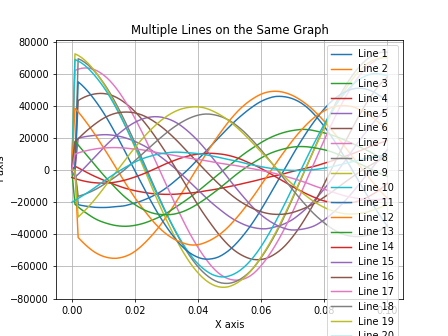 Multiple Lines on the Same Graph
80000
60000
40000
20000
0
−20000
−40000
−60000
−80000
0.00 0.02 0.04 0.06
X axis
Line 1
Line 2
Line 3
Line 4
Line 5
Line 6
Line 7
Line 8
Line 9
Line 10
Line 11
Line 12
Line 13
Line 14
Line 15
Line 16
Line 17
Line 18
Line 19